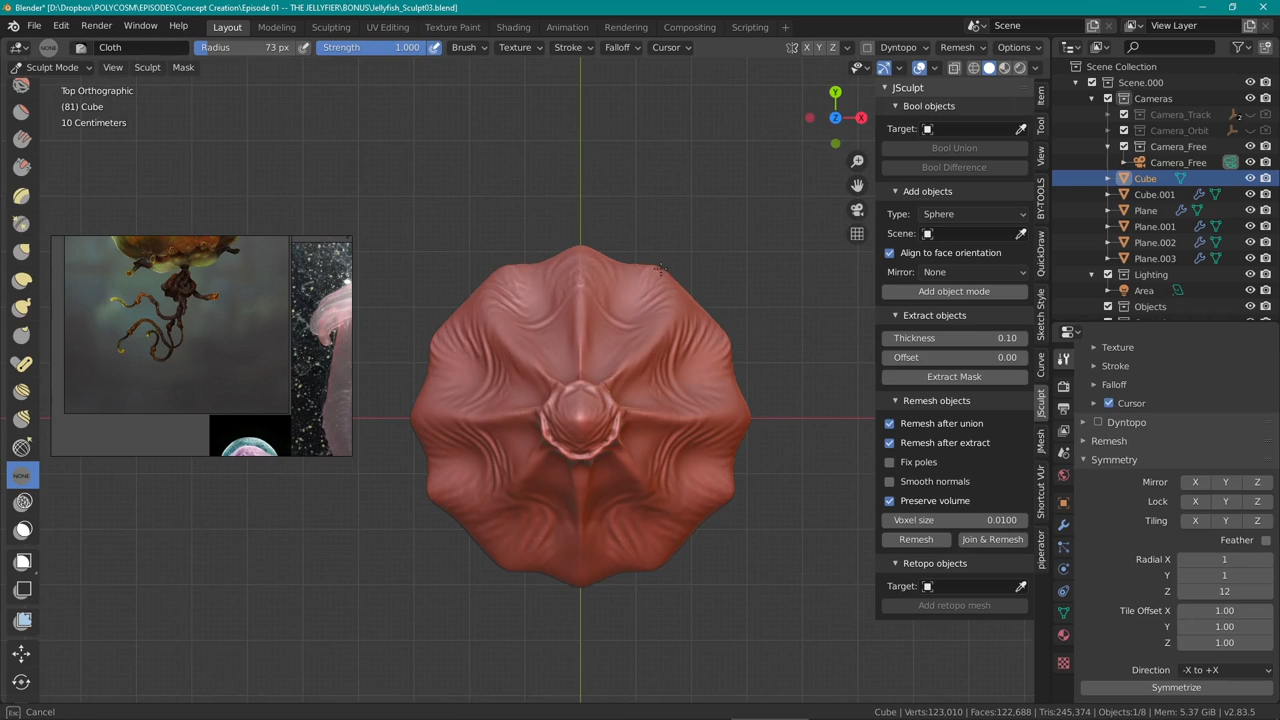 Blender* [D:\Dropbox\POLYCOSM\EPISODES\Concept Creation\Episode 01 -- THE JELLYFIER\BONUS\Jellyfish_Sculpt03.blend]
File Edit Render Window Help Layout Modeling Sculpting UV Editing Texture Paint Shading Animation Rendering Compositing Scripting Scene View Layer
NONE Cloth Radius 73 px Strength 1.000 Brush Texture Stroke Falloff Cursor X Y Z Dyntopo Remesh Options
Sculpt Mode View Sculpt Mask
Top Orthographic
(81) Cube
10 Centimeters
Y
Z
X
NONE
JSculpt
Bool objects
Target:
Bool Union
Bool Difference
Add objects
Type: Sphere
Scene:
Align to face orientation
Mirror: None
Add object mode
Extract objects
Thickness 0.10
Offset 0.00
Extract Mask
Remesh objects
Remesh after union
Remesh after extract
Fix poles
Smooth normals
Preserve volume
Voxel size 0.0100
Remesh Join & Remesh
Retopo objects
Target:
Add retopo mesh
Item
Tool
View
BY-TOOLS
QuickDraw
Sketch Style
Curve
JSculpt
JMesh
Shortcut VUr
piperator
Scene Collection
Scene.000
Cameras
Camera_Track 2
Camera_Orbit
Camera_Free
Camera_Free
Cube
Cube.001
Plane
Plane.001
Plane.002
Plane.003
Lighting
Area
Objects
Texture
Stroke
Falloff
Cursor
Dyntopo
Remesh
Symmetry
Mirror X Y Z
Lock X Y Z
Tiling X Y Z
Feather
Radial X 1
Y 1
Z 12
Tile Offset X 1.00
Y 1.00
Z 1.00
Direction -X to +X
Symmetrize
Esc Cancel
Cube | Verts:123,010 | Faces:122,688 | Tris:245,374 | Objects:1/8 | Mem: 5.37 GiB | v2.83.5